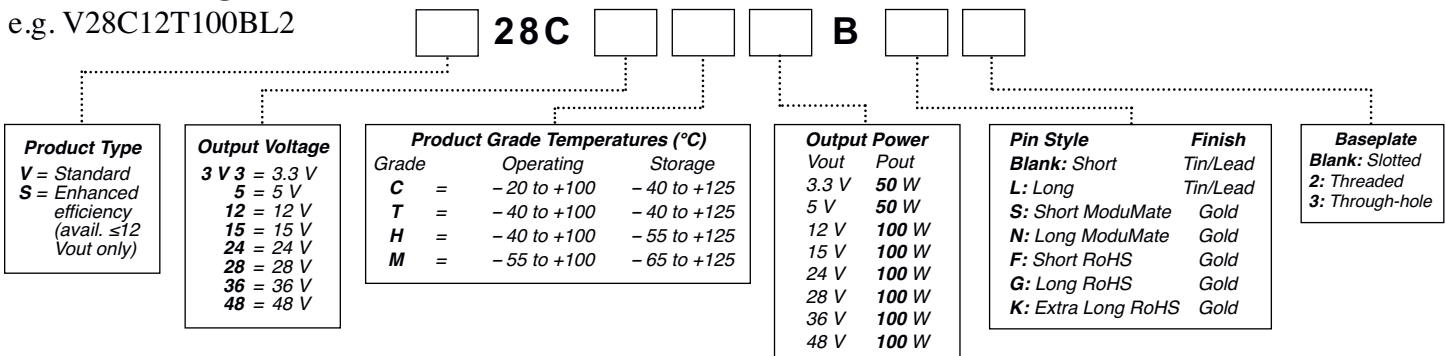 e.g. V28C12T100BL2
28C B
Product Type
V = Standard
S = Enhanced
efficiency
(avail. ≤12
Vout only)
Output Voltage
3 V 3 = 3.3 V
5 = 5 V
12 = 12 V
15 = 15 V
24 = 24 V
28 = 28 V
36 = 36 V
48 = 48 V
Product Grade Temperatures (°C)
Grade Operating Storage
C = – 20 to +100 – 40 to +125
T = – 40 to +100 – 40 to +125
H = – 40 to +100 – 55 to +125
M = – 55 to +100 – 65 to +125
Output Power
Vout Pout
3.3 V 50 W
5 V 50 W
12 V 100 W
15 V 100 W
24 V 100 W
28 V 100 W
36 V 100 W
48 V 100 W
Pin Style Finish
Blank: Short Tin/Lead
L: Long Tin/Lead
S: Short ModuMate Gold
N: Long ModuMate Gold
F: Short RoHS Gold
G: Long RoHS Gold
K: Extra Long RoHS Gold
Baseplate
Blank: Slotted
2: Threaded
3: Through-hole